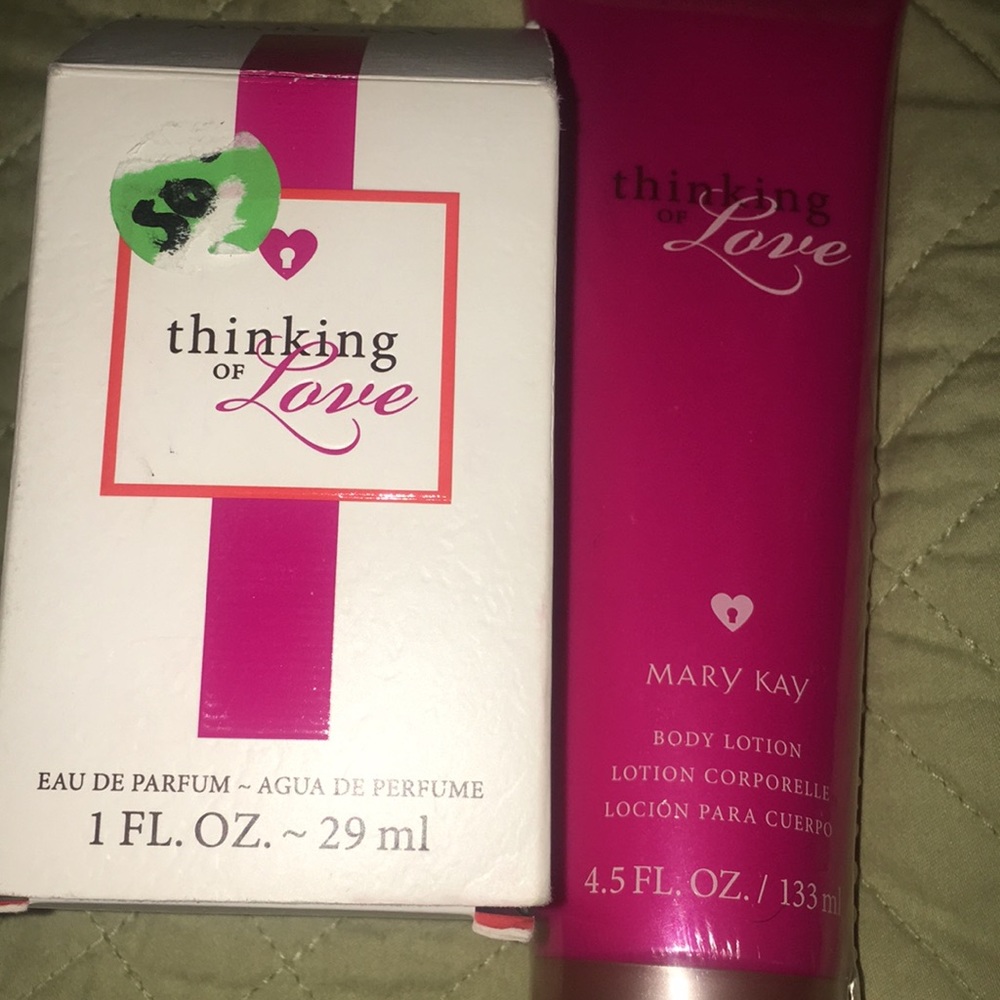 thinking
OF Love
EAU DE PARFUM ~ AGUA DE PERFUME
1 FL. OZ. ~ 29 ml
thinking
OF Love
MARY KAY
BODY LOTION
LOTION CORPORELLE
LOCIÓN PARA CUERPO
4.5 FL. OZ. / 133 ml